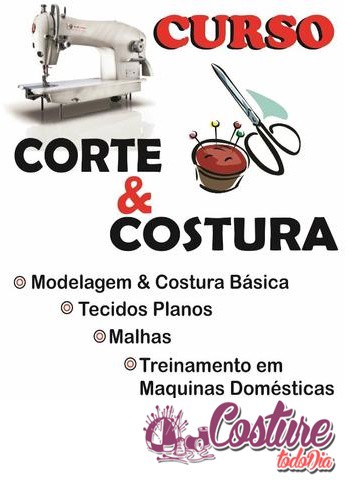 CURSO
CORTE
&
COSTURA
Modelagem & Costura Básica
Tecidos Planos
Malhas
Treinamento em
Maquinas Domésticas
Costure
todoDia